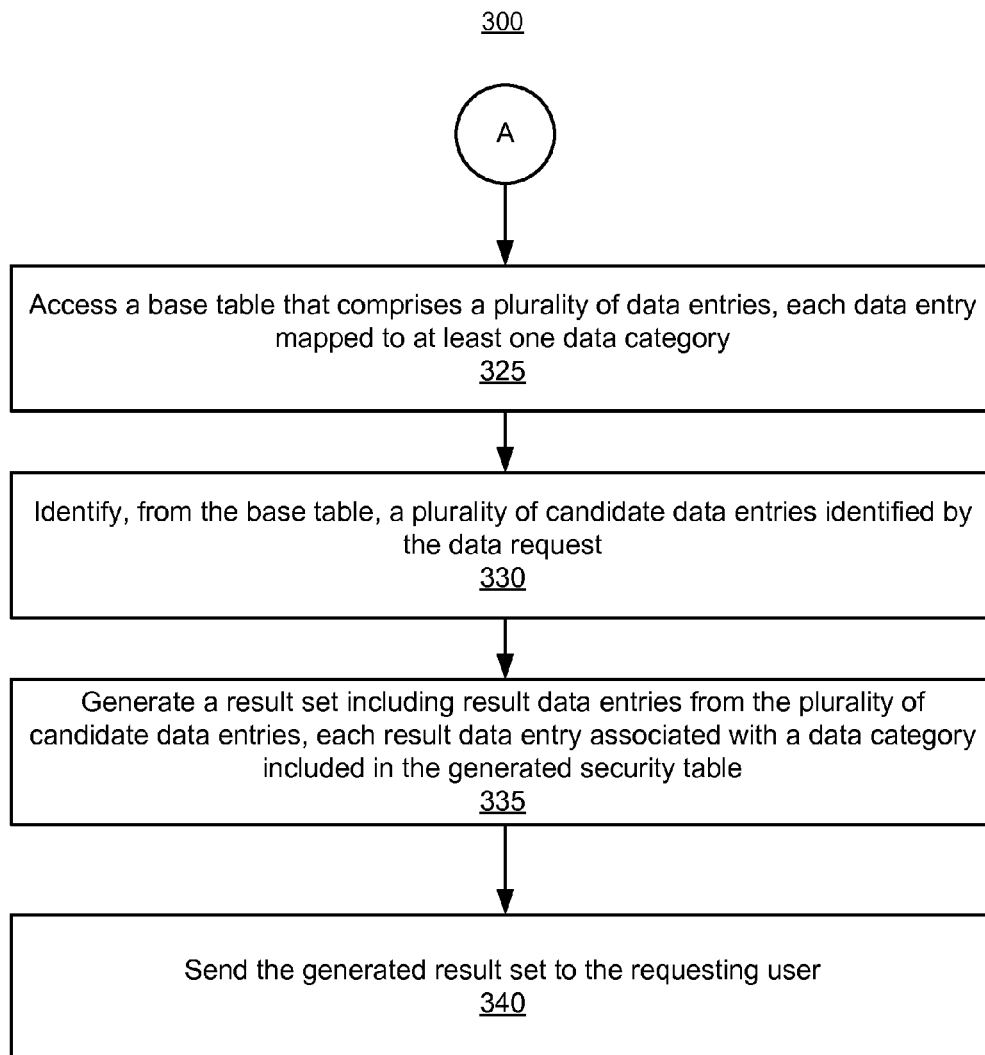 300
A
Access a base table that comprises a plurality of data entries, each data entry
mapped to at least one data category
325
Identify, from the base table, a plurality of candidate data entries identified by
the data request
330
Generate a result set including result data entries from the plurality of
candidate data entries, each result data entry associated with a data category
included in the generated security table
335
Send the generated result set to the requesting user
340